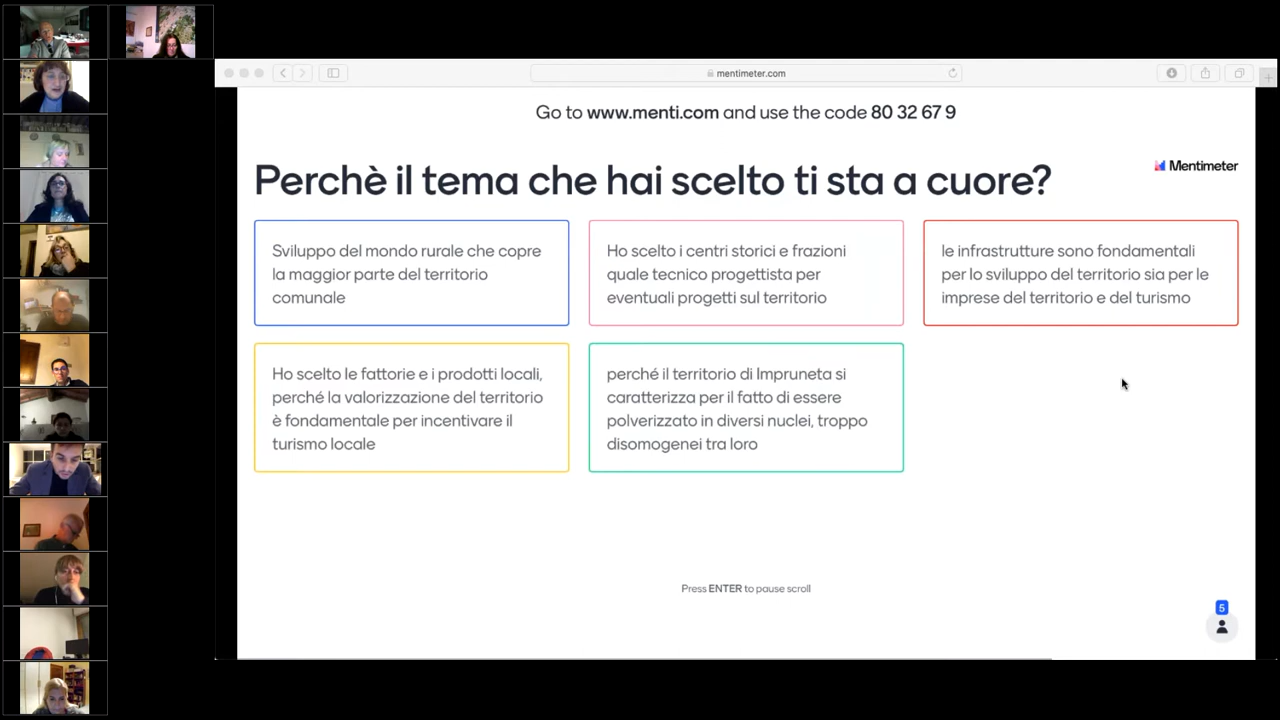 mentimeter.com
Go to www.menti.com and use the code 80 32 67 9
Perchè il tema che hai scelto ti sta a cuore?
Mentimeter
Sviluppo del mondo rurale che copre
la maggior parte del territorio
comunale
Ho scelto i centri storici e frazioni
quale tecnico progettista per
eventuali progetti sul territorio
le infrastrutture sono fondamentali
per lo sviluppo del territorio sia per le
imprese del territorio e del turismo
Ho scelto le fattorie e i prodotti locali,
perché la valorizzazione del territorio
è fondamentale per incentivare il
turismo locale
perché il territorio di Impruneta si
caratterizza per il fatto di essere
polverizzato in diversi nuclei, troppo
disomogenei tra loro
Press ENTER to pause scroll
5